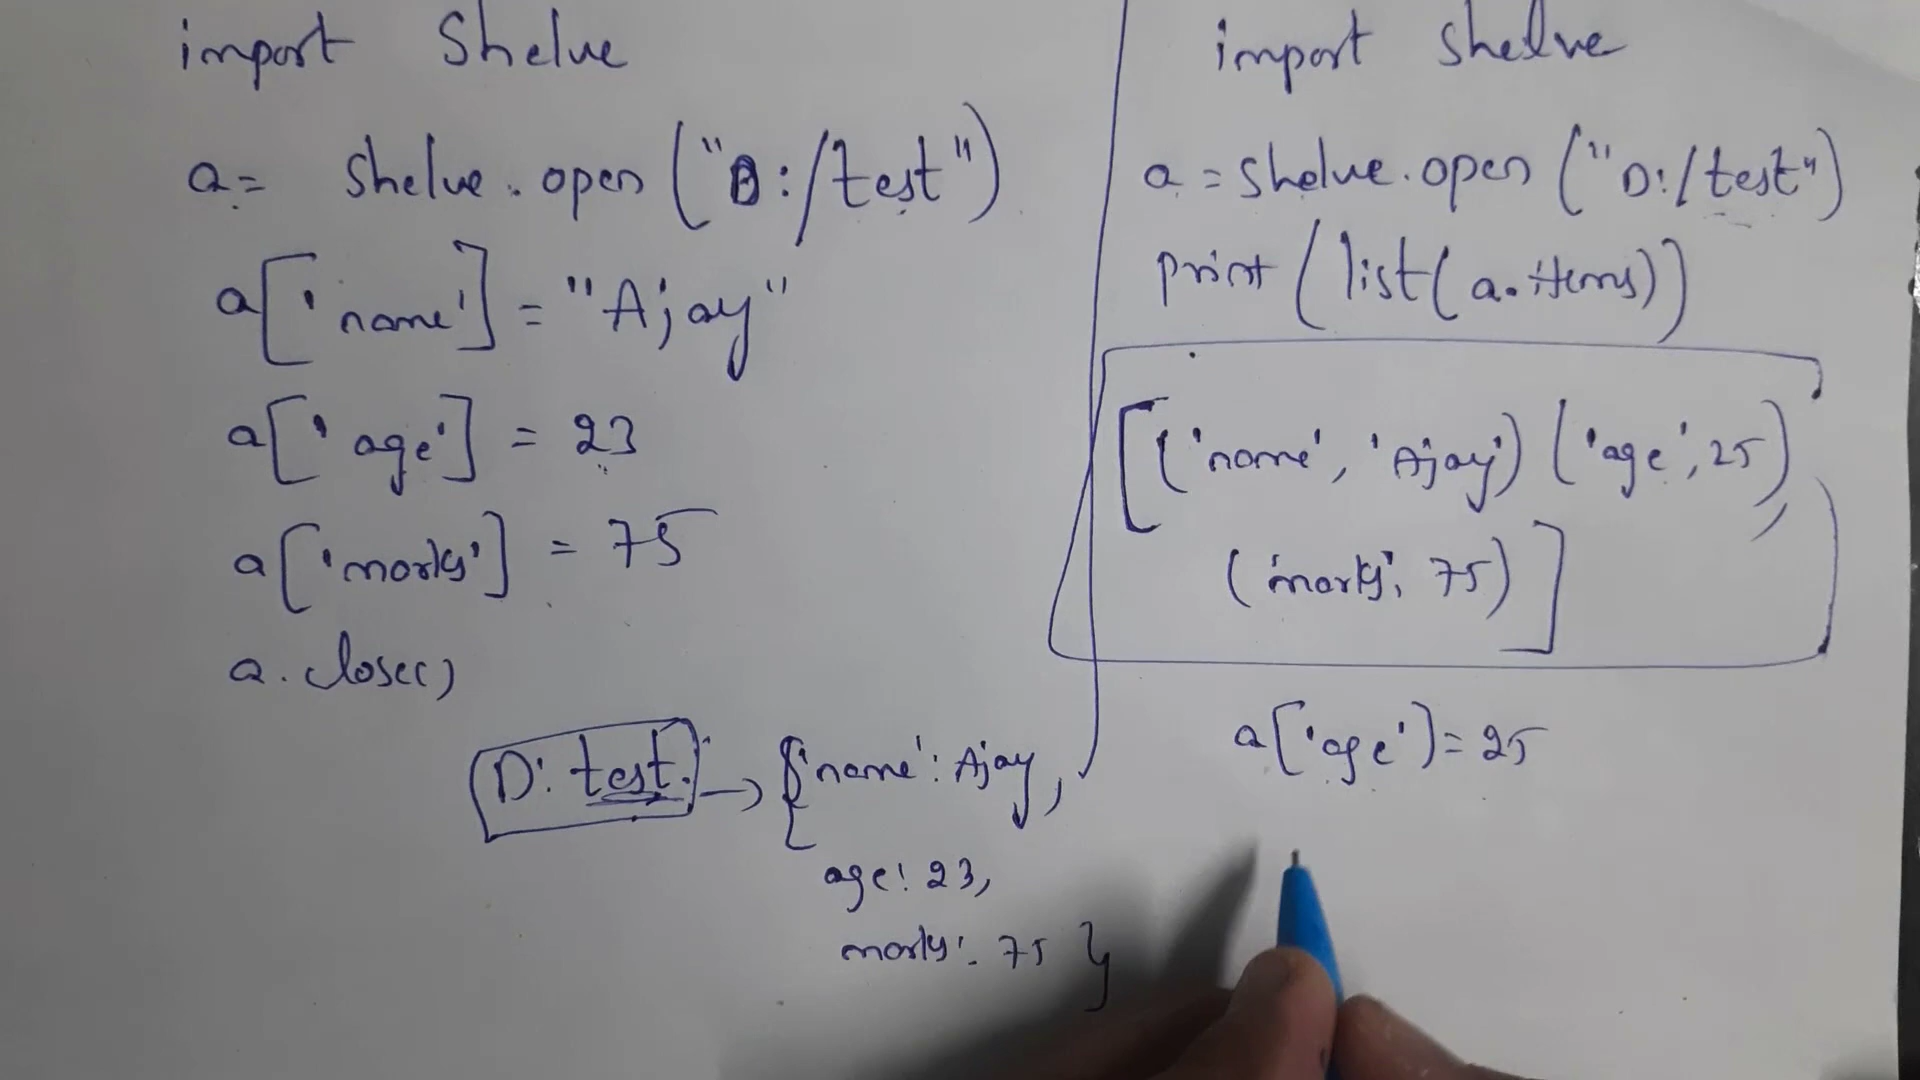 import Shelve
a= Shelve.open("D:/test")
a['name']="Ajay"
a['age']=23
a['marks']=75
a.close()
D: test. → {'name': Ajay,
age: 23,
marks: 75 }
import shelve
a=shelve.open("D:/test")
print(list(a.items))
[('name', 'Ajay') ('age', 25),
('marks', 75)]
a['age']=25